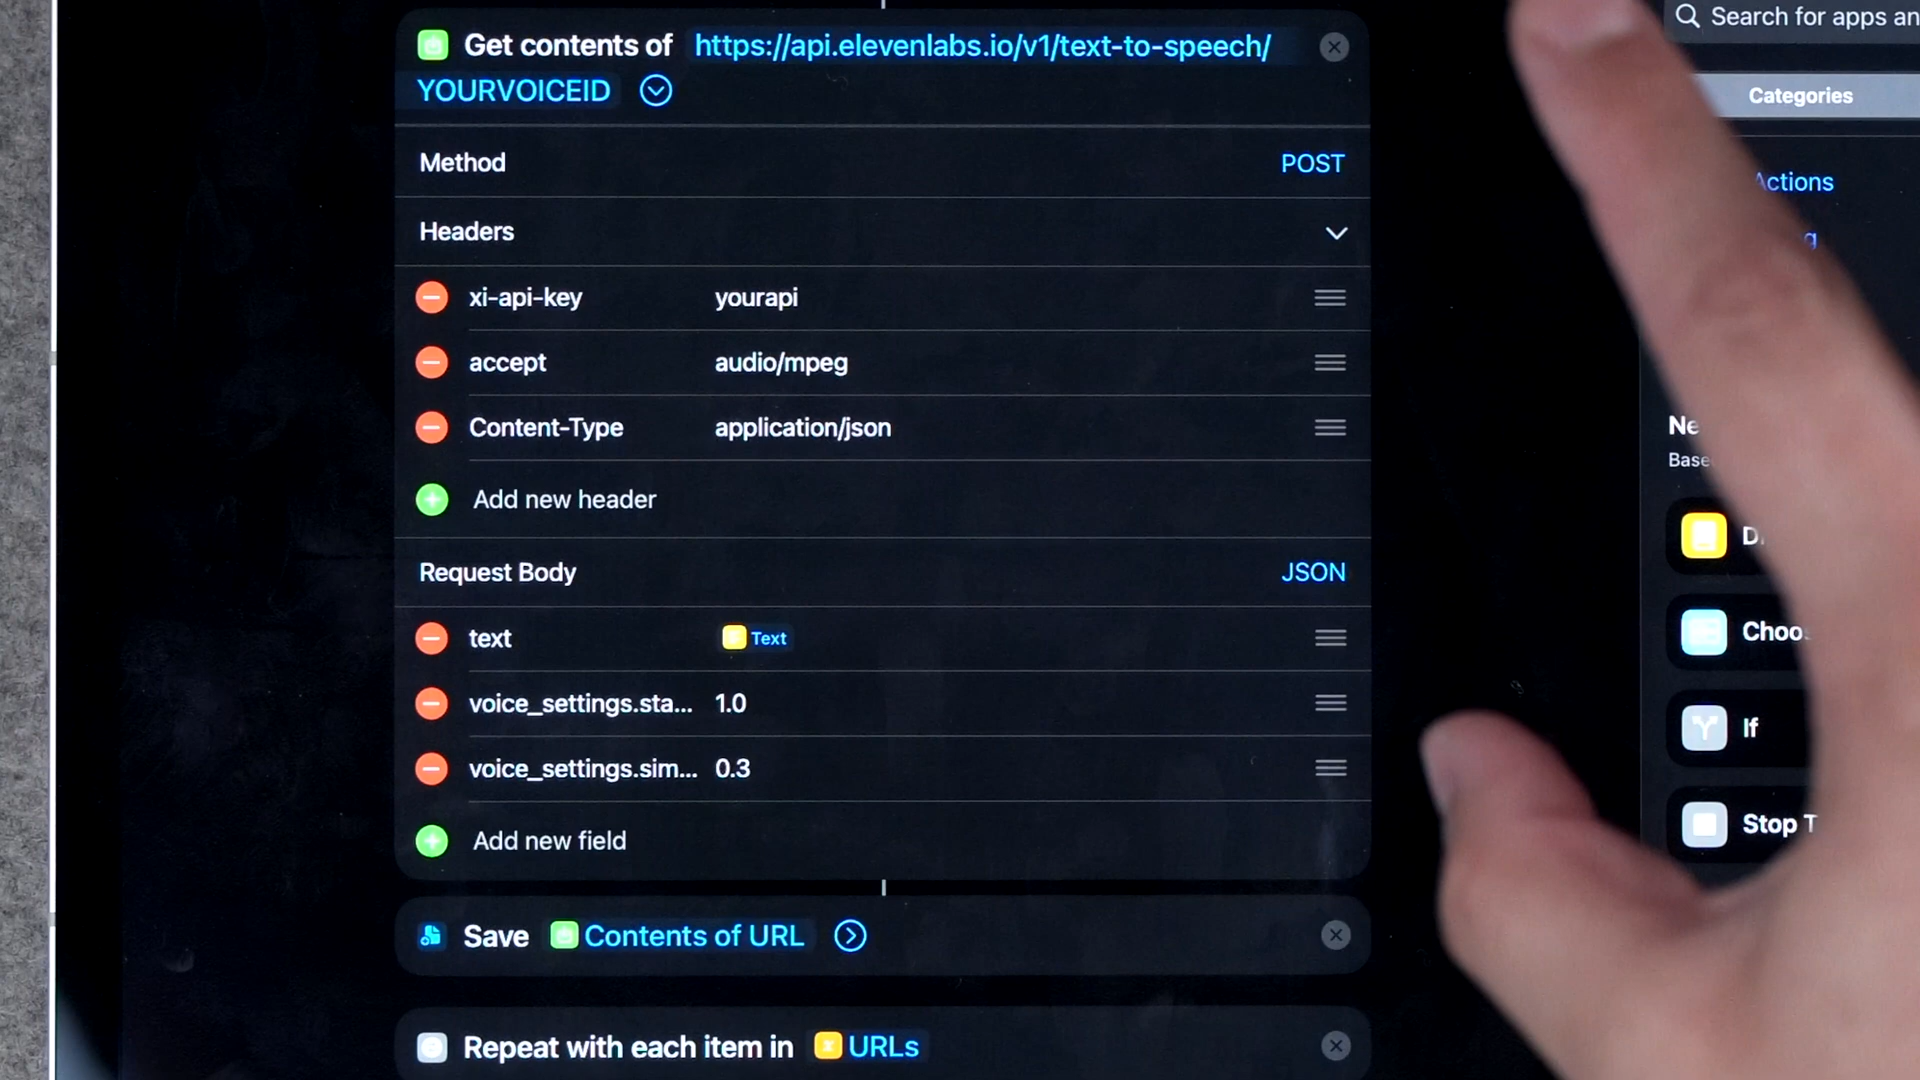 Get contents of https://api.elevenlabs.io/v1/text-to-speech/
YOURVOICEID
Method POST
Headers
xi-api-key yourapi
accept audio/mpeg
Content-Type application/json
Add new header
Request Body JSON
text Text
voice_settings.sta... 1.0
voice_settings.sim... 0.3
Add new field
Save Contents of URL
Repeat with each item in URLs
Search for apps an
Categories
Actions
Ne
Base
Choo
If
Stop T